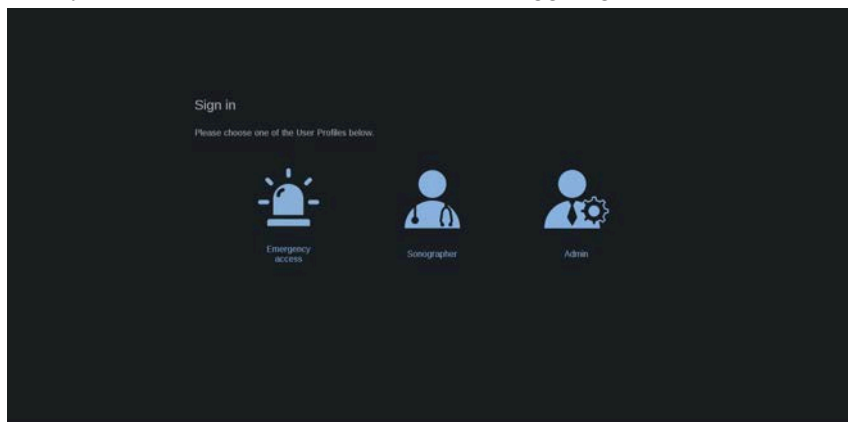 Sign in
Please choose one of the User Profiles below.
Emergency
access
Sonographer
Admin